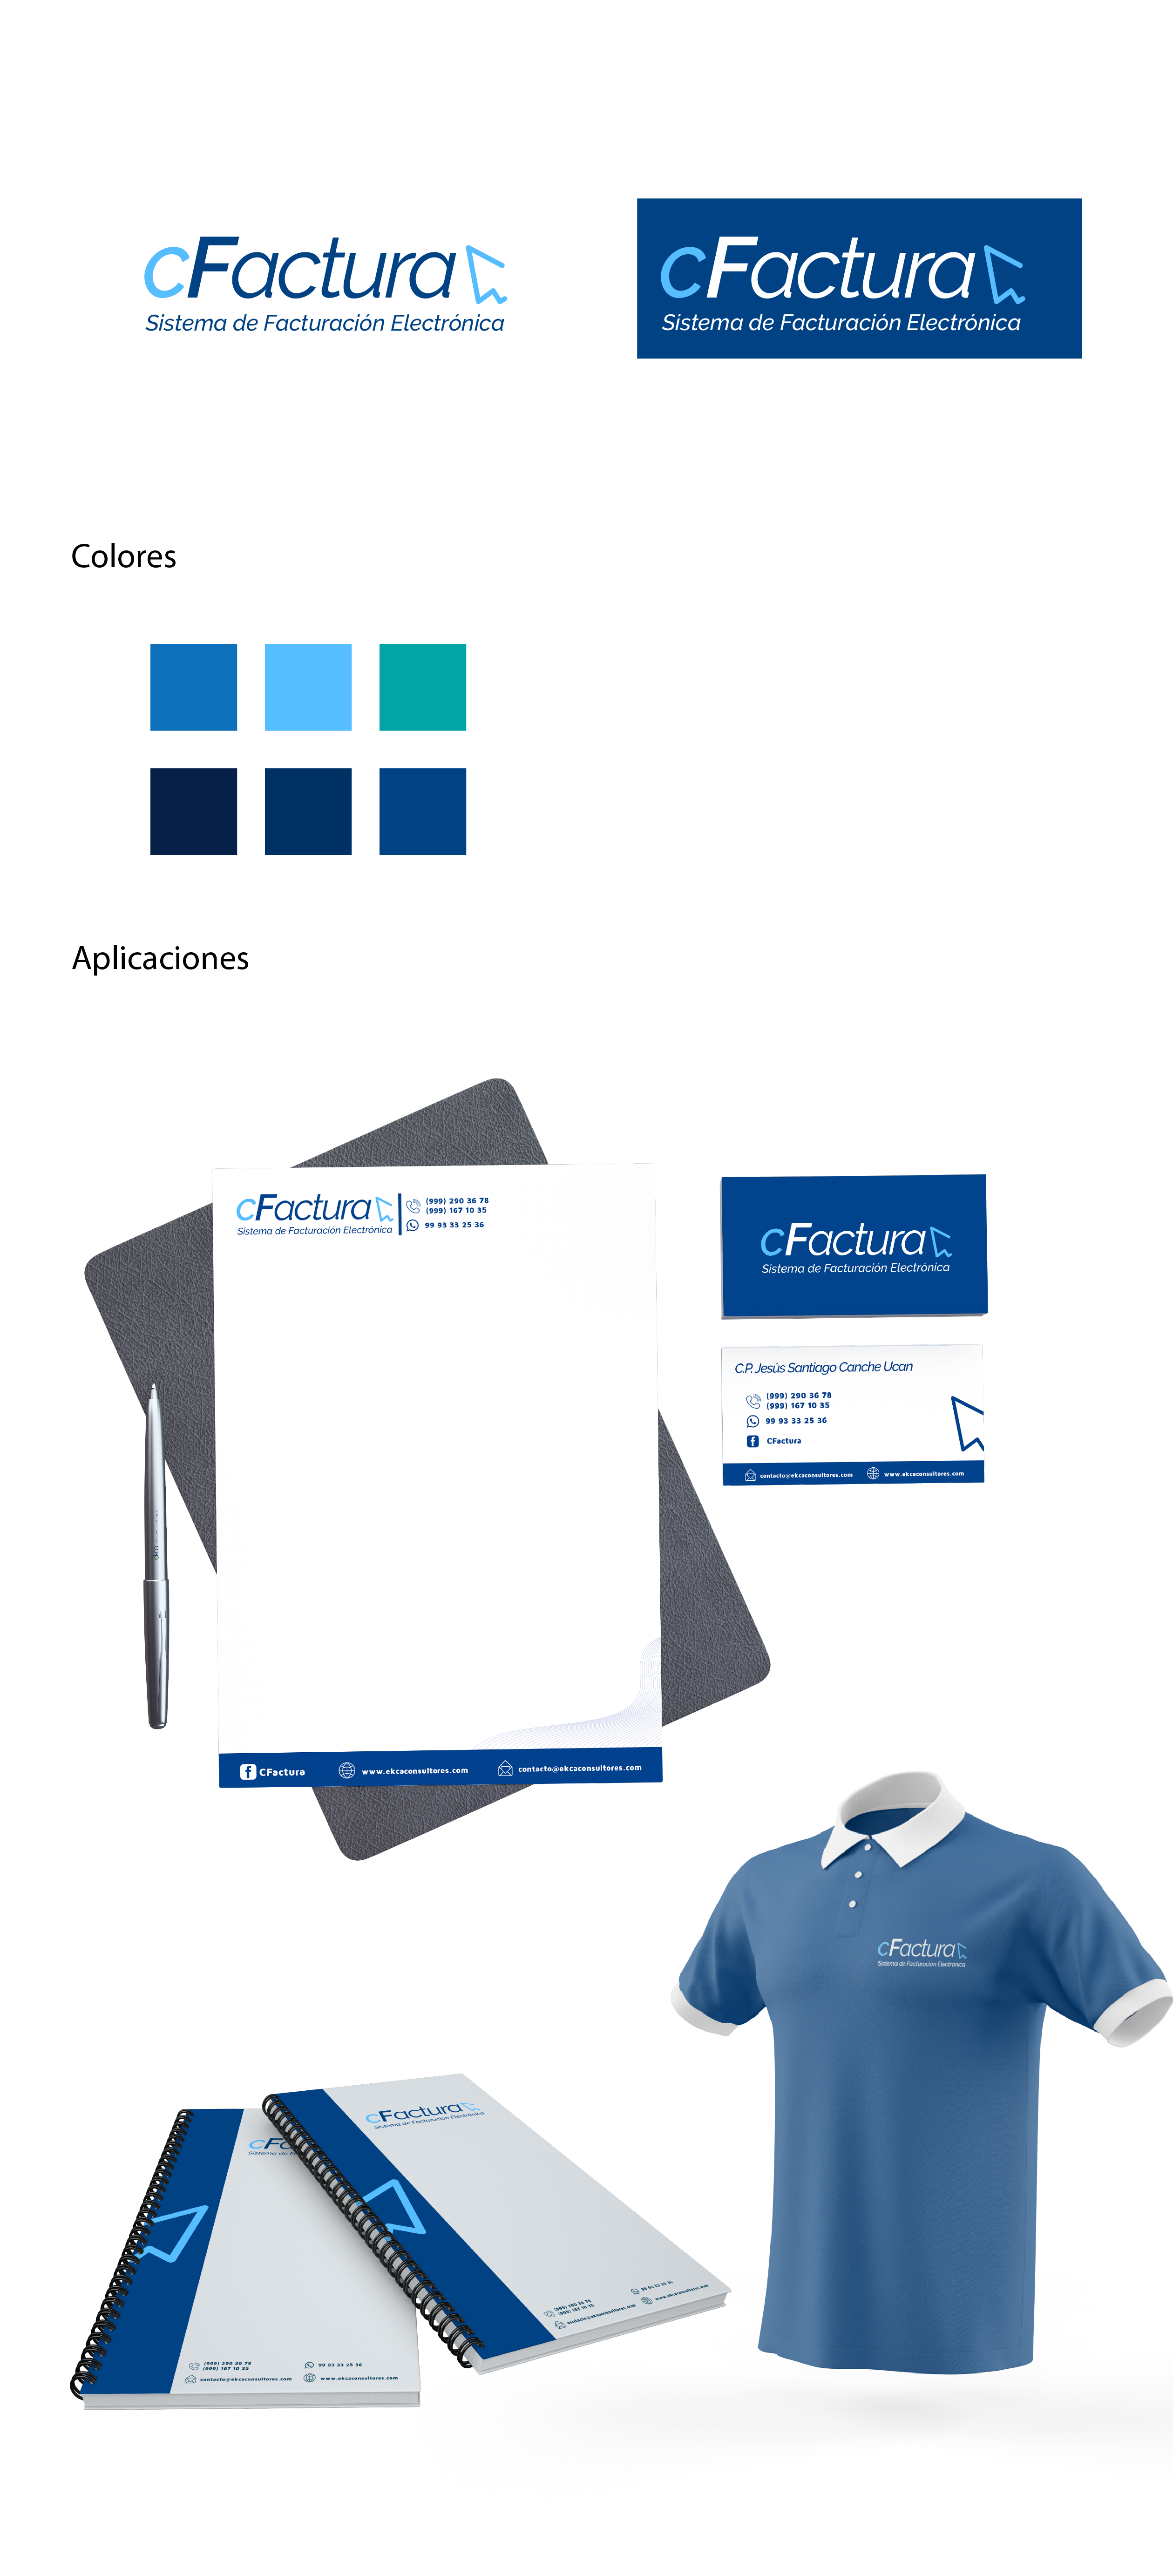 cFactura
Sistema de Facturación Electrónica
cFactura
Sistema de Facturación Electrónica
Colores
Aplicaciones
cFactura
Sistema de Facturación Electrónica
(999) 290 36 78
(999) 167 10 35
99 93 33 25 36
cFactura
Sistema de Facturación Electrónica
C.P. Jesús Santiago Canche Ucan
(999) 290 36 78
(999) 167 10 35
99 93 33 25 36
CFactura
contacto@ekcaconsultores.com
www.ekcaconsultores.com
CFactura
www.ekcaconsultores.com
contacto@ekcaconsultores.com
cFactura
Sistema de Facturación Electrónica
cFactura
Sistema de Facturación Electrónica
(999) 290 36 78
(999) 167 10 35
99 93 33 25 36
contacto@ekcaconsultores.com
www.ekcaconsultores.com
cFa
Sistema de F
(999) 290 36 78
(999) 167 10 35
99 93 33 25 36
contacto@ekcaconsultores.com
www.ekcaconsultores.com